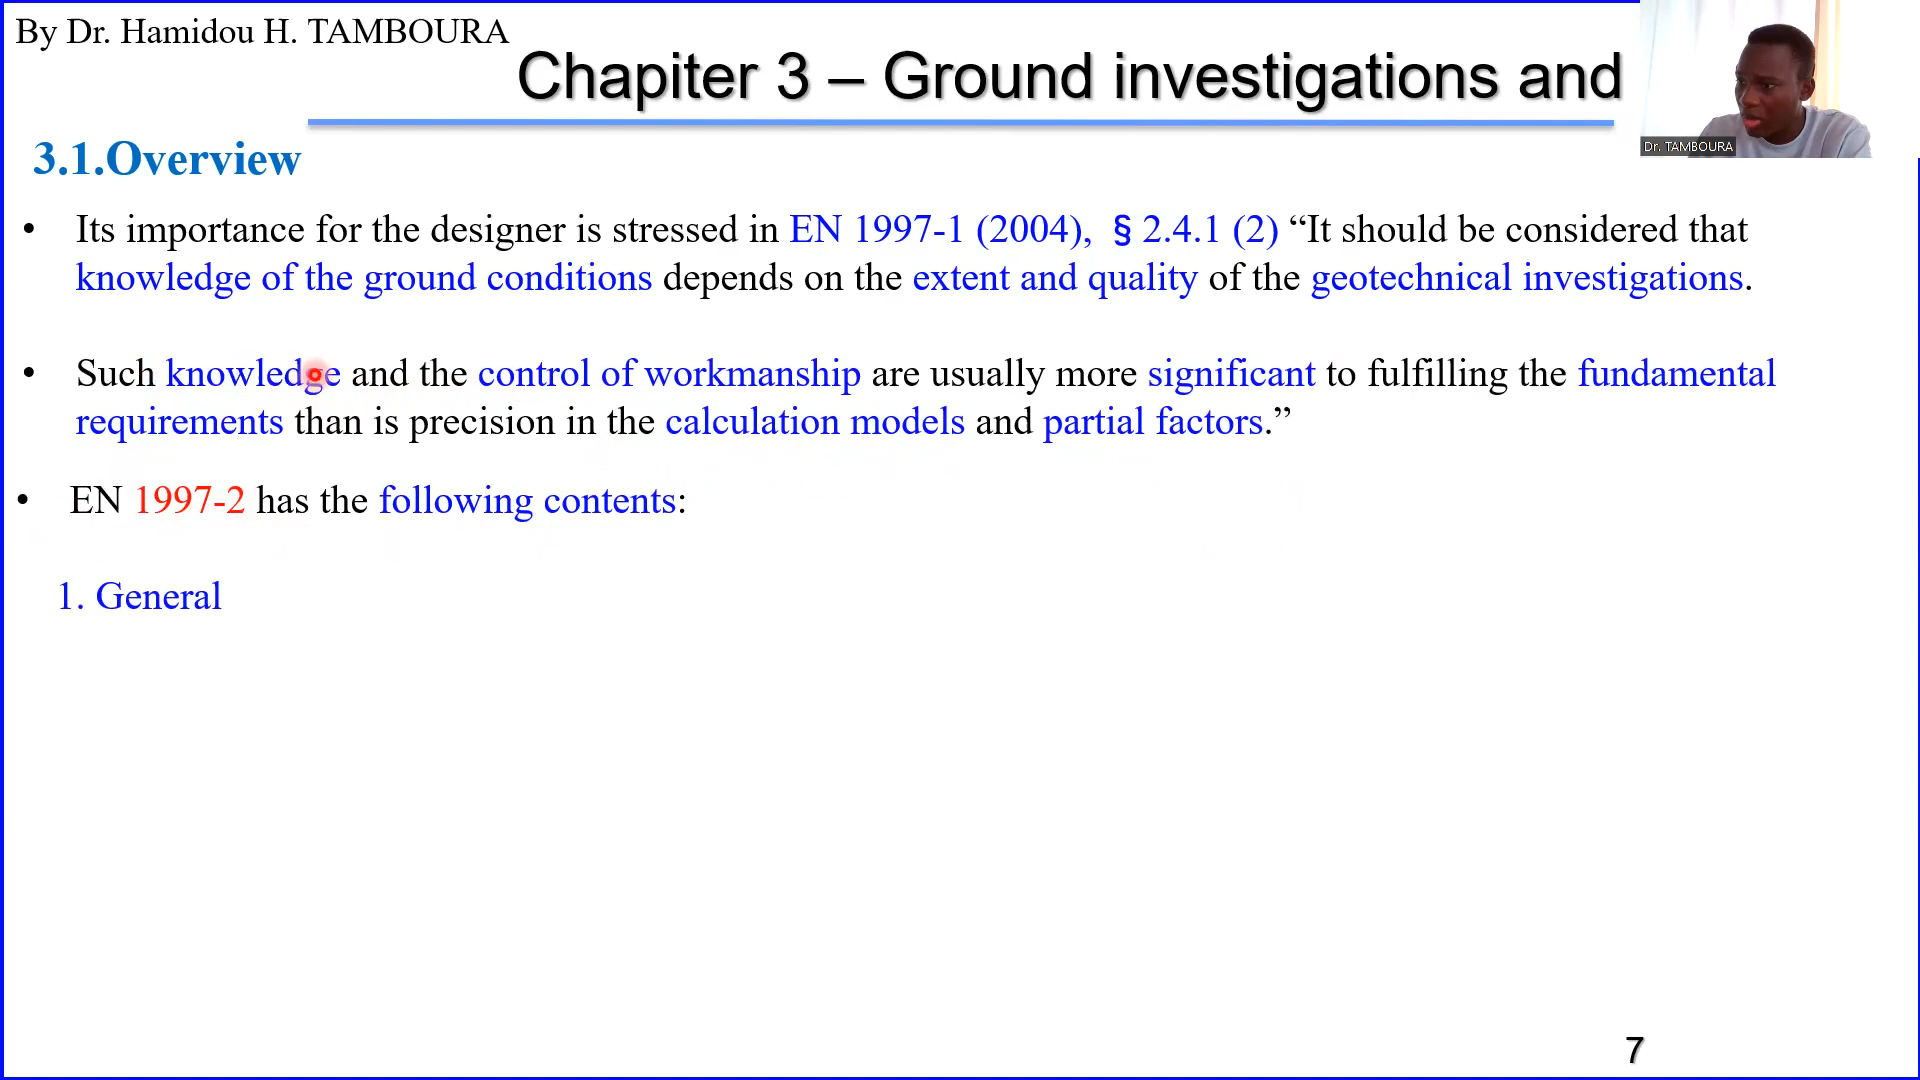 By Dr. Hamidou H. TAMBOURA
Chapiter 3 – Ground investigations and
Dr. TAMBOURA
3.1.Overview
• Its importance for the designer is stressed in EN 1997-1 (2004), § 2.4.1 (2) “It should be considered that
knowledge of the ground conditions depends on the extent and quality of the geotechnical investigations.
• Such knowledge and the control of workmanship are usually more significant to fulfilling the fundamental
requirements than is precision in the calculation models and partial factors.”
• EN 1997-2 has the following contents:
1. General
7